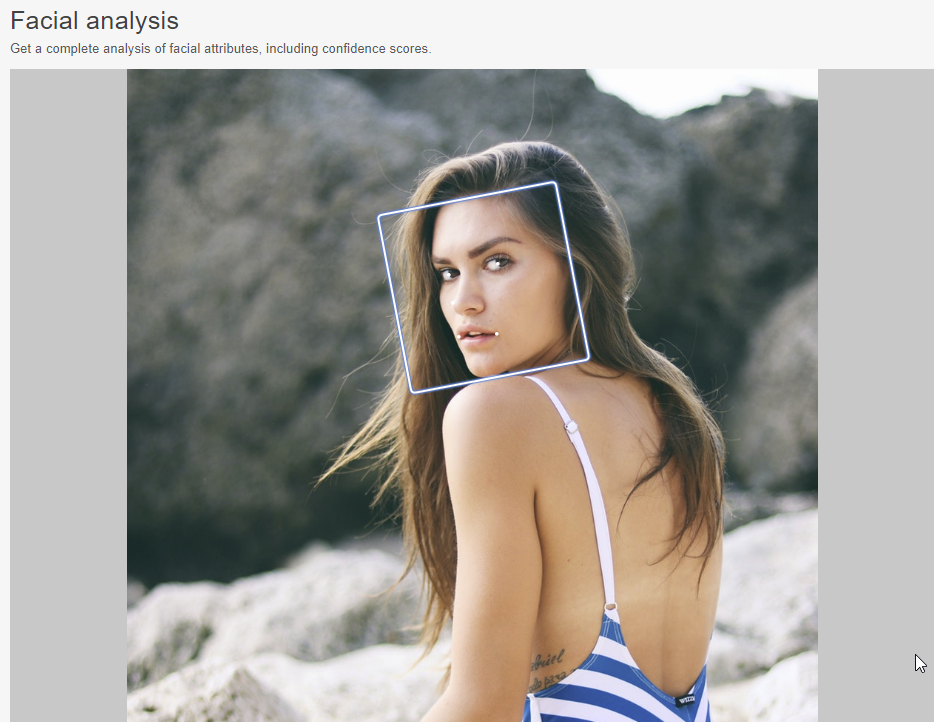 Facial analysis
Get a complete analysis of facial attributes, including confidence scores.